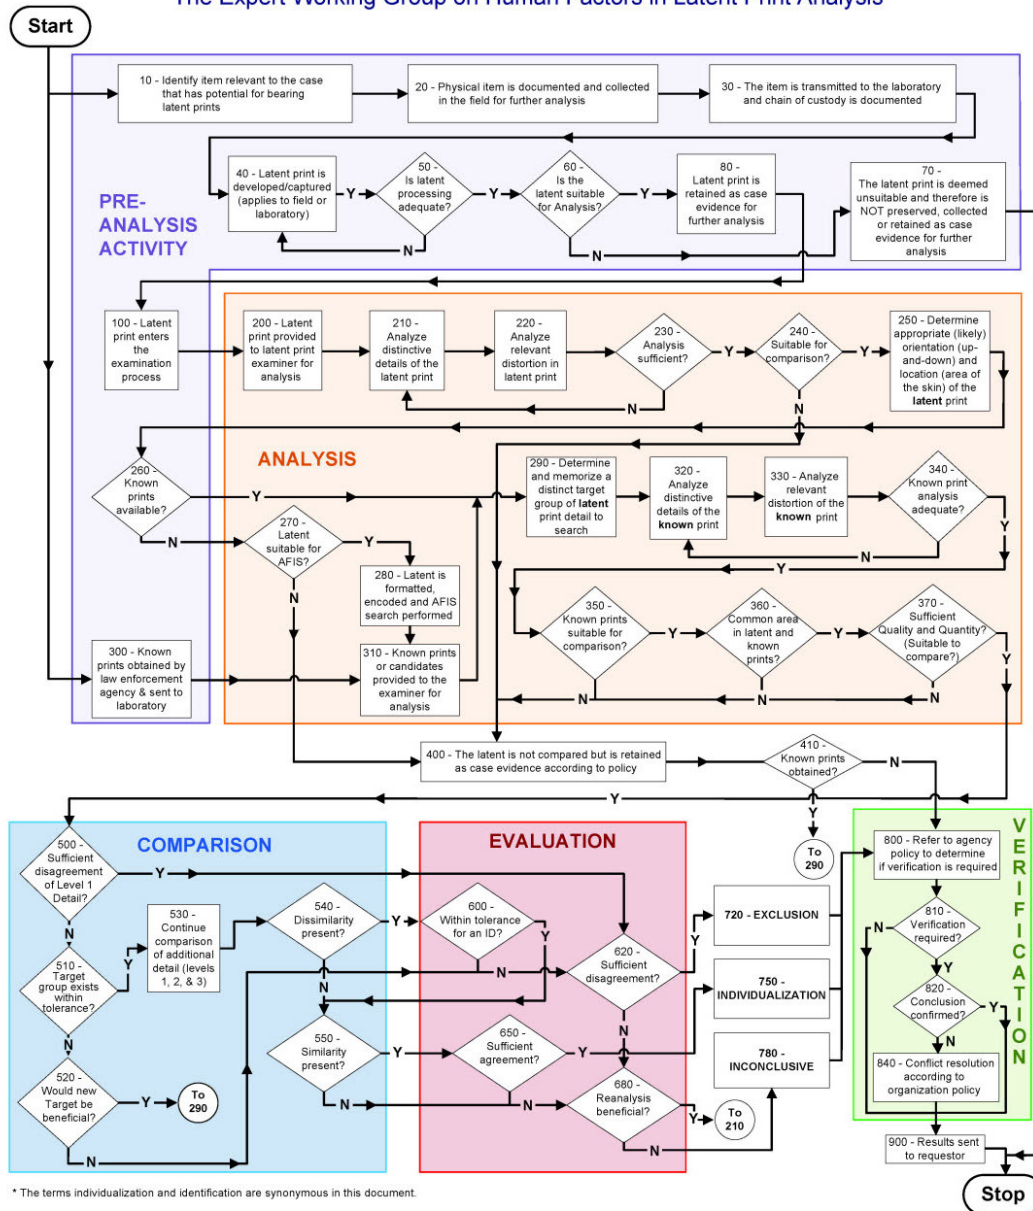 The Expert Working Group on Human Factors in Latent Print Analysis
Start
10 - Identify item relevant to the case
that has potential for bearing
latent prints
20 - Physical item is documented and collected
in the field for further analysis
30 - The item is transmitted to the laboratory
and chain of custody is documented
PRE-
ANALYSIS
ACTIVITY
40 - Latent print is
developed/captured
(applies to field or
laboratory)
Y
50 -
Is latent
processing
adequate?
Y
N
60 -
Is the
latent suitable
for Analysis?
Y
N
80 -
Latent print is
retained as case
evidence for
further analysis
70 -
The latent print is deemed
unsuitable and therefore is
NOT preserved, collected
or retained as case
evidence for further
analysis
100 - Latent
print enters
the
examination
process
200 - Latent
print provided
to latent print
examiner for
analysis
210 -
Analyze
distinctive
details of the
latent print
220 -
Analyze
relevant
distortion in
latent print
230 -
Analysis
sufficient?
Y
N
240 -
Suitable for
comparison?
Y
N
250 - Determine
appropriate (likely)
orientation (up-
and-down) and
location (area of
the skin) of the
latent print
ANALYSIS
260 -
Known
prints
available?
Y
N
270 -
Latent
suitable for
AFIS?
Y
N
280 - Latent is
formatted,
encoded and AFIS
search performed
290 - Determine
and memorize a
distinct target
group of latent
print detail to
search
320 -
Analyze
distinctive
details of the
known print
330 - Analyze
relevant
distortion of the
known print
340 -
Known print
analysis
adequate?
Y
N
Y
300 - Known
prints obtained by
law enforcement
agency & sent to
laboratory
310 - Known prints
or candidates
provided to the
examiner for
analysis
350 -
Known prints
suitable for
comparison?
Y
N
360 -
Common area
in latent and
known prints?
Y
N
370 -
Sufficient
Quality and Quantity?
(Suitable to
compare?)
Y
N
400 - The latent is not compared but is retained
as case evidence according to policy
410 -
Known prints
obtained?
N
Y
To
290
Y
COMPARISON
500 -
Sufficient
disagreement
of Level 1
Detail?
Y
N
510 -
Target
group exists
within
tolerance?
Y
N
520 -
Would new
Target be
beneficial?
Y
To
290
N
530 -
Continue
comparison
of additional
detail (levels
1, 2, & 3)
540 -
Dissimilarity
present?
Y
N
550 -
Similarity
present?
Y
N
EVALUATION
600 -
Within tolerance
for an ID?
Y
N
620 -
Sufficient
disagreement?
Y
N
650 -
Sufficient
agreement?
Y
N
680 -
Reanalysis
beneficial?
Y
N
To
210
720 - EXCLUSION
750 -
INDIVIDUALIZATION
780 -
INCONCLUSIVE
VERIFICATION
800 - Refer to agency
policy to determine
if verification is required
810 -
Verification
required?
N
Y
820 -
Conclusion
confirmed?
Y
N
840 - Conflict resolution
according to
organization policy
900 - Results sent
to requestor
Stop
* The terms individualization and identification are synonymous in this document.